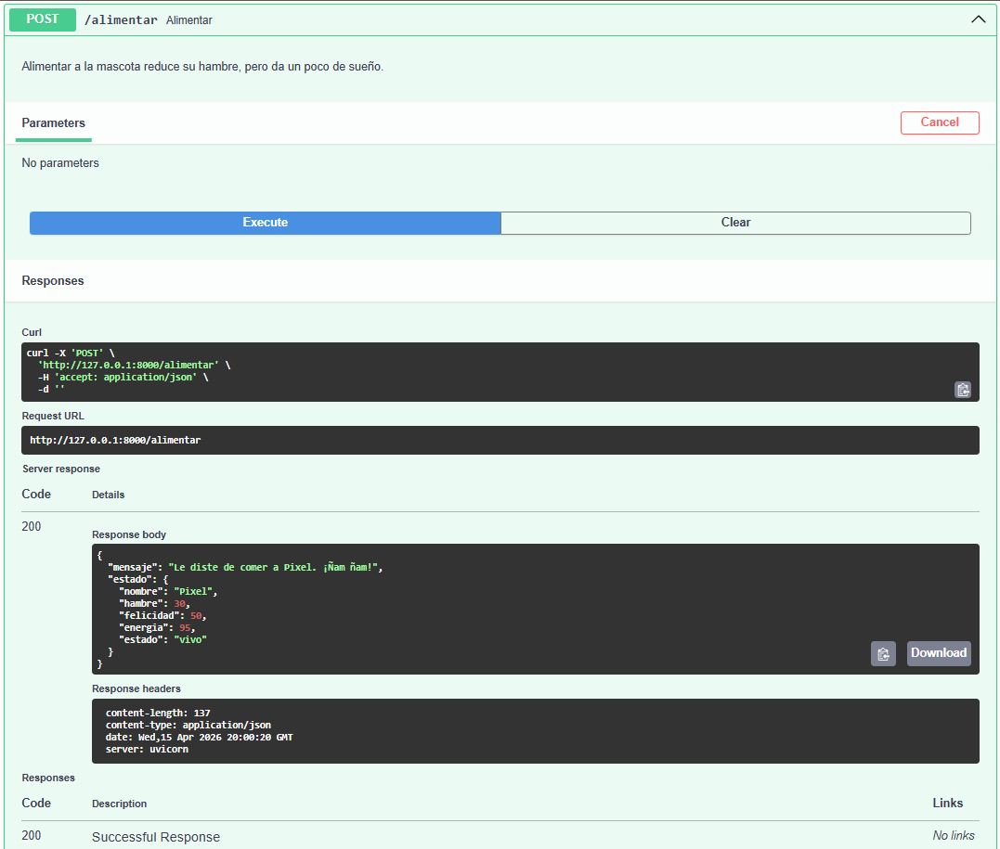 POST /alimentar Alimentar
Alimentar a la mascota reduce su hambre, pero da un poco de sueño.
Parameters Cancel
No parameters
Execute Clear
Responses
Curl
curl -X 'POST' \
  'http://127.0.0.1:8000/alimentar' \
  -H 'accept: application/json' \
  -d ''
Request URL
http://127.0.0.1:8000/alimentar
Server response
Code Details
200
Response body
{
  "mensaje": "Le diste de comer a Pixel. ¡Ñam ñam!",
  "estado": {
    "nombre": "Pixel",
    "hambre": 30,
    "felicidad": 50,
    "energia": 95,
    "estado": "vivo"
  }
}
Download
Response headers
content-length: 137
content-type: application/json
date: Wed,15 Apr 2026 20:00:20 GMT
server: uvicorn
Responses
Code Description Links
200 Successful Response No links